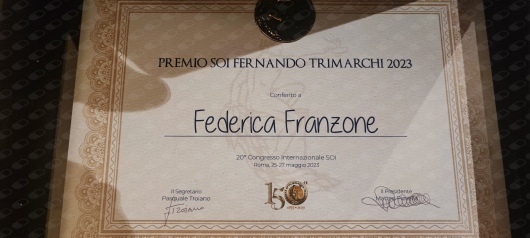 PREMIO SOI FERNANDO TRIMARCHI 2023
Conferito a
Federica Franzone
20° Congresso Internazionale SOI
Roma, 25-27 maggio 2023
Il Segretario
Pasquale Troiano
Il Presidente
150